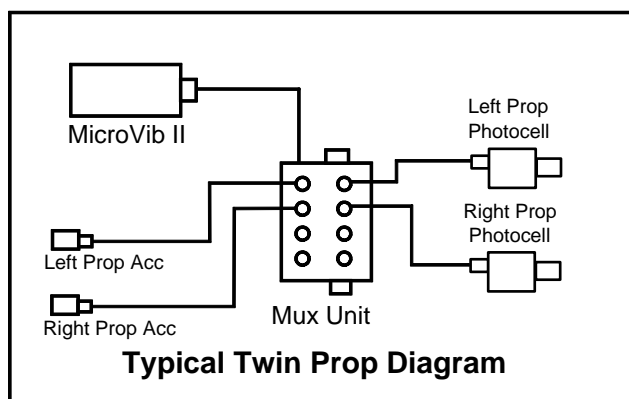 MicroVib II
Left Prop
Photocell
Right Prop
Photocell
Left Prop Acc
Right Prop Acc
Mux Unit
Typical Twin Prop Diagram